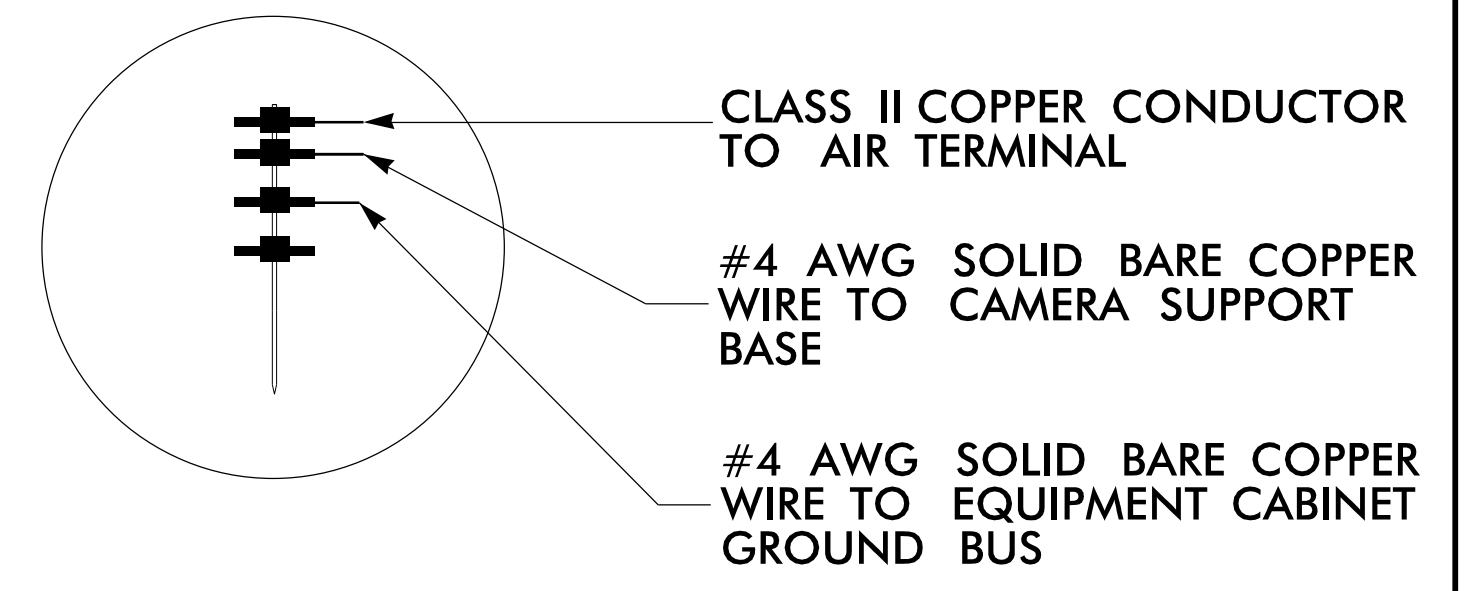 CLASS II COPPER CONDUCTOR
TO AIR TERMINAL
#4 AWG SOLID BARE COPPER
WIRE TO CAMERA SUPPORT
BASE
#4 AWG SOLID BARE COPPER
WIRE TO EQUIPMENT CABINET
GROUND BUS